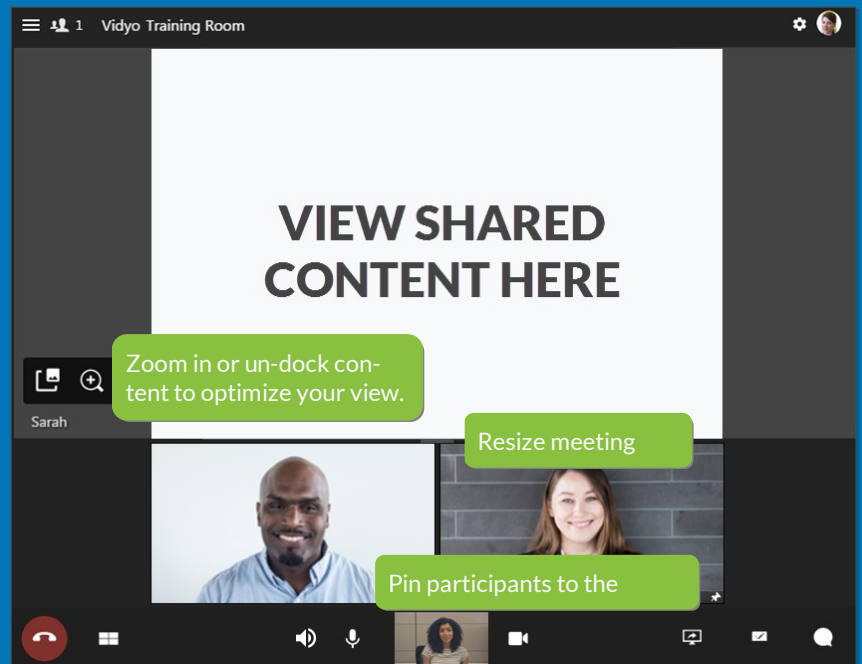 1 Vidyo Training Room
VIEW SHARED
CONTENT HERE
Zoom in or un-dock con-
tent to optimize your view.
Sarah
Resize meeting
Pin participants to the